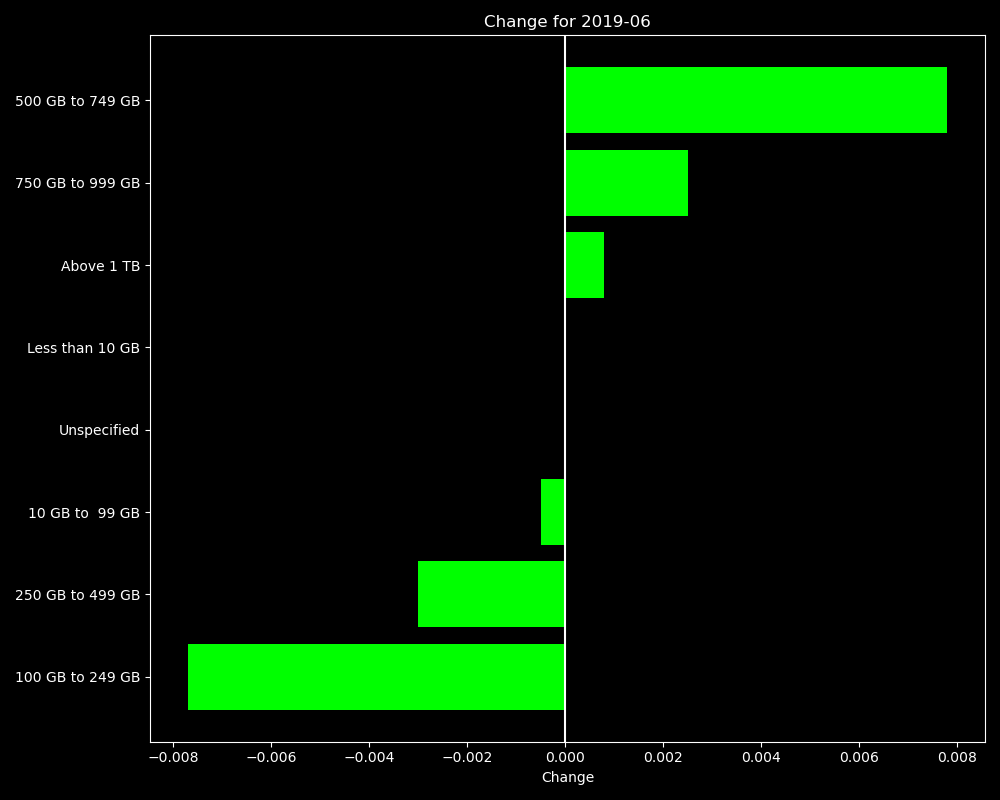 Change for 2019-06
500 GB to 749 GB
750 GB to 999 GB
Above 1 TB
Less than 10 GB
Unspecified
10 GB to  99 GB
250 GB to 499 GB
100 GB to 249 GB
−0.008 −0.006 −0.004 −0.002 0.000 0.002 0.004 0.006 0.008
Change